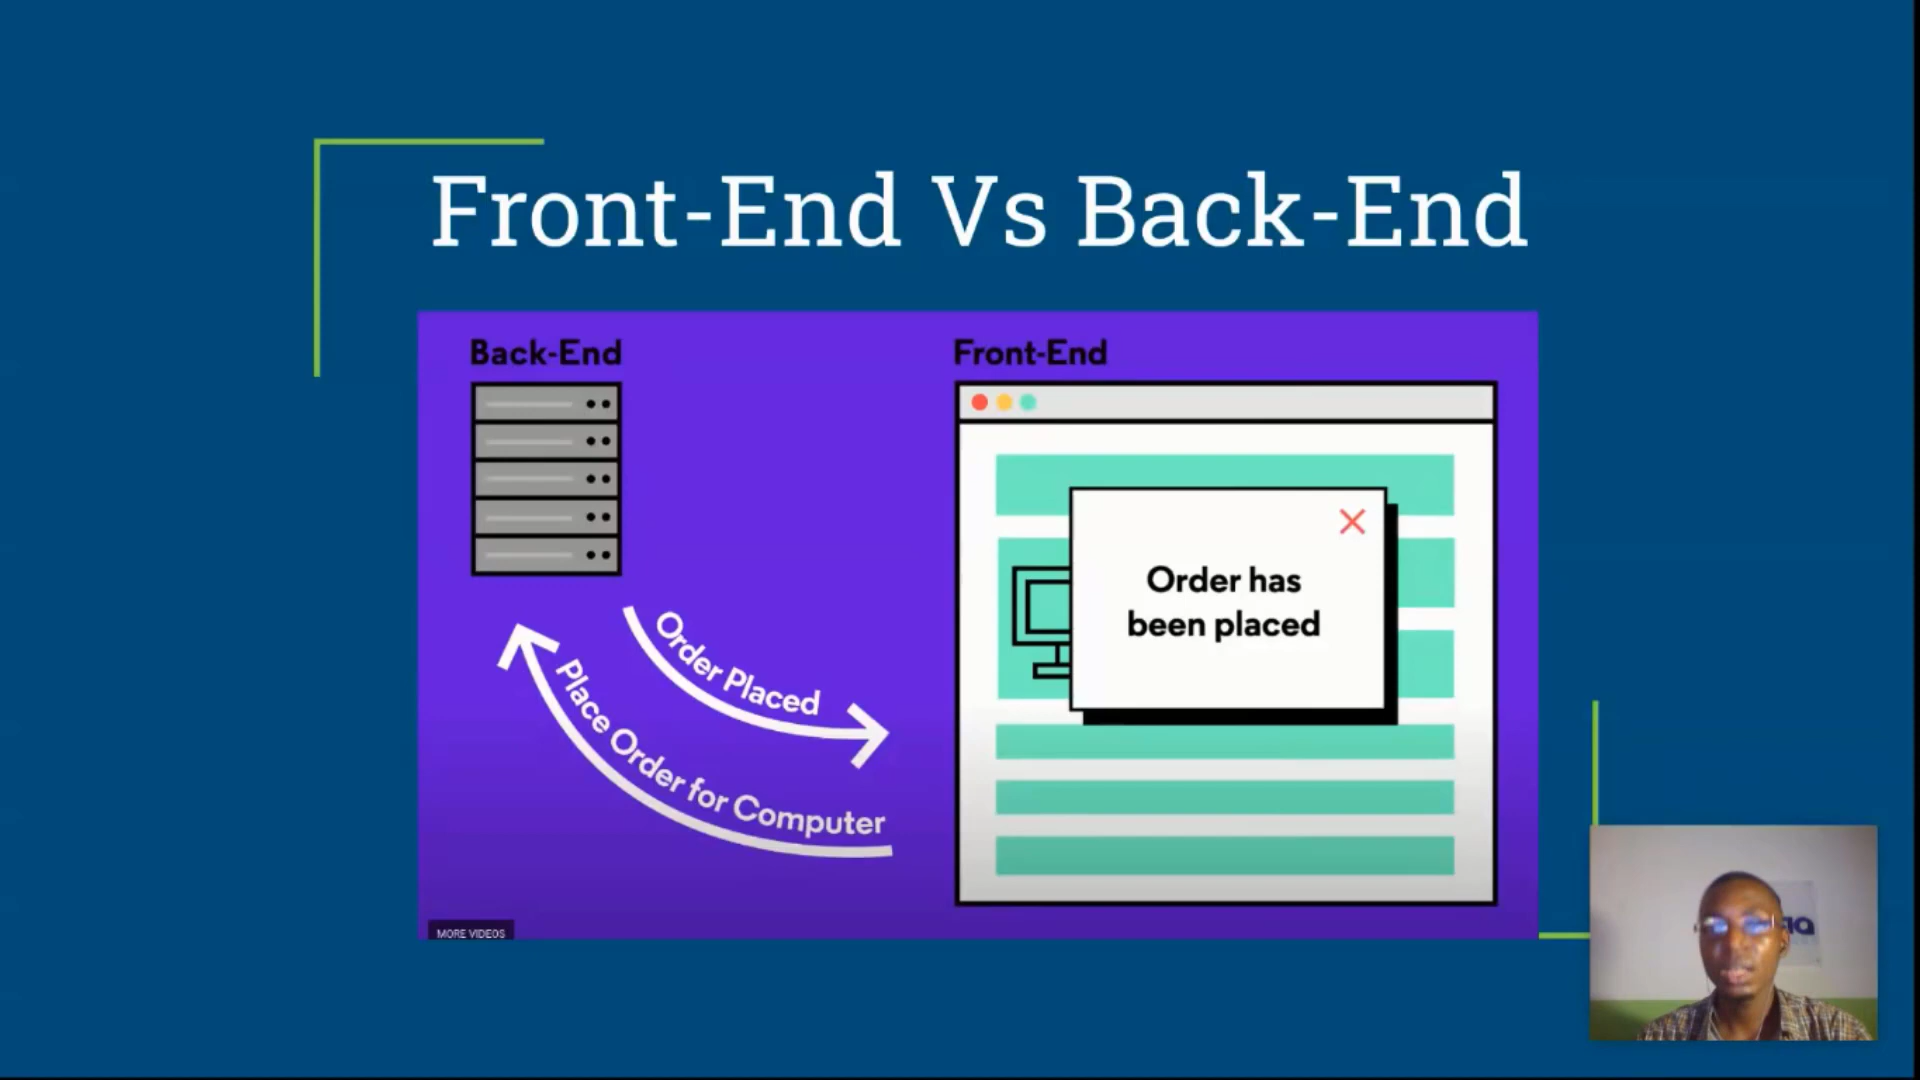 Front-End Vs Back-End
Back-End
Front-End
Order has
been placed
Order Placed
Place Order for Computer
MORE VIDEOS